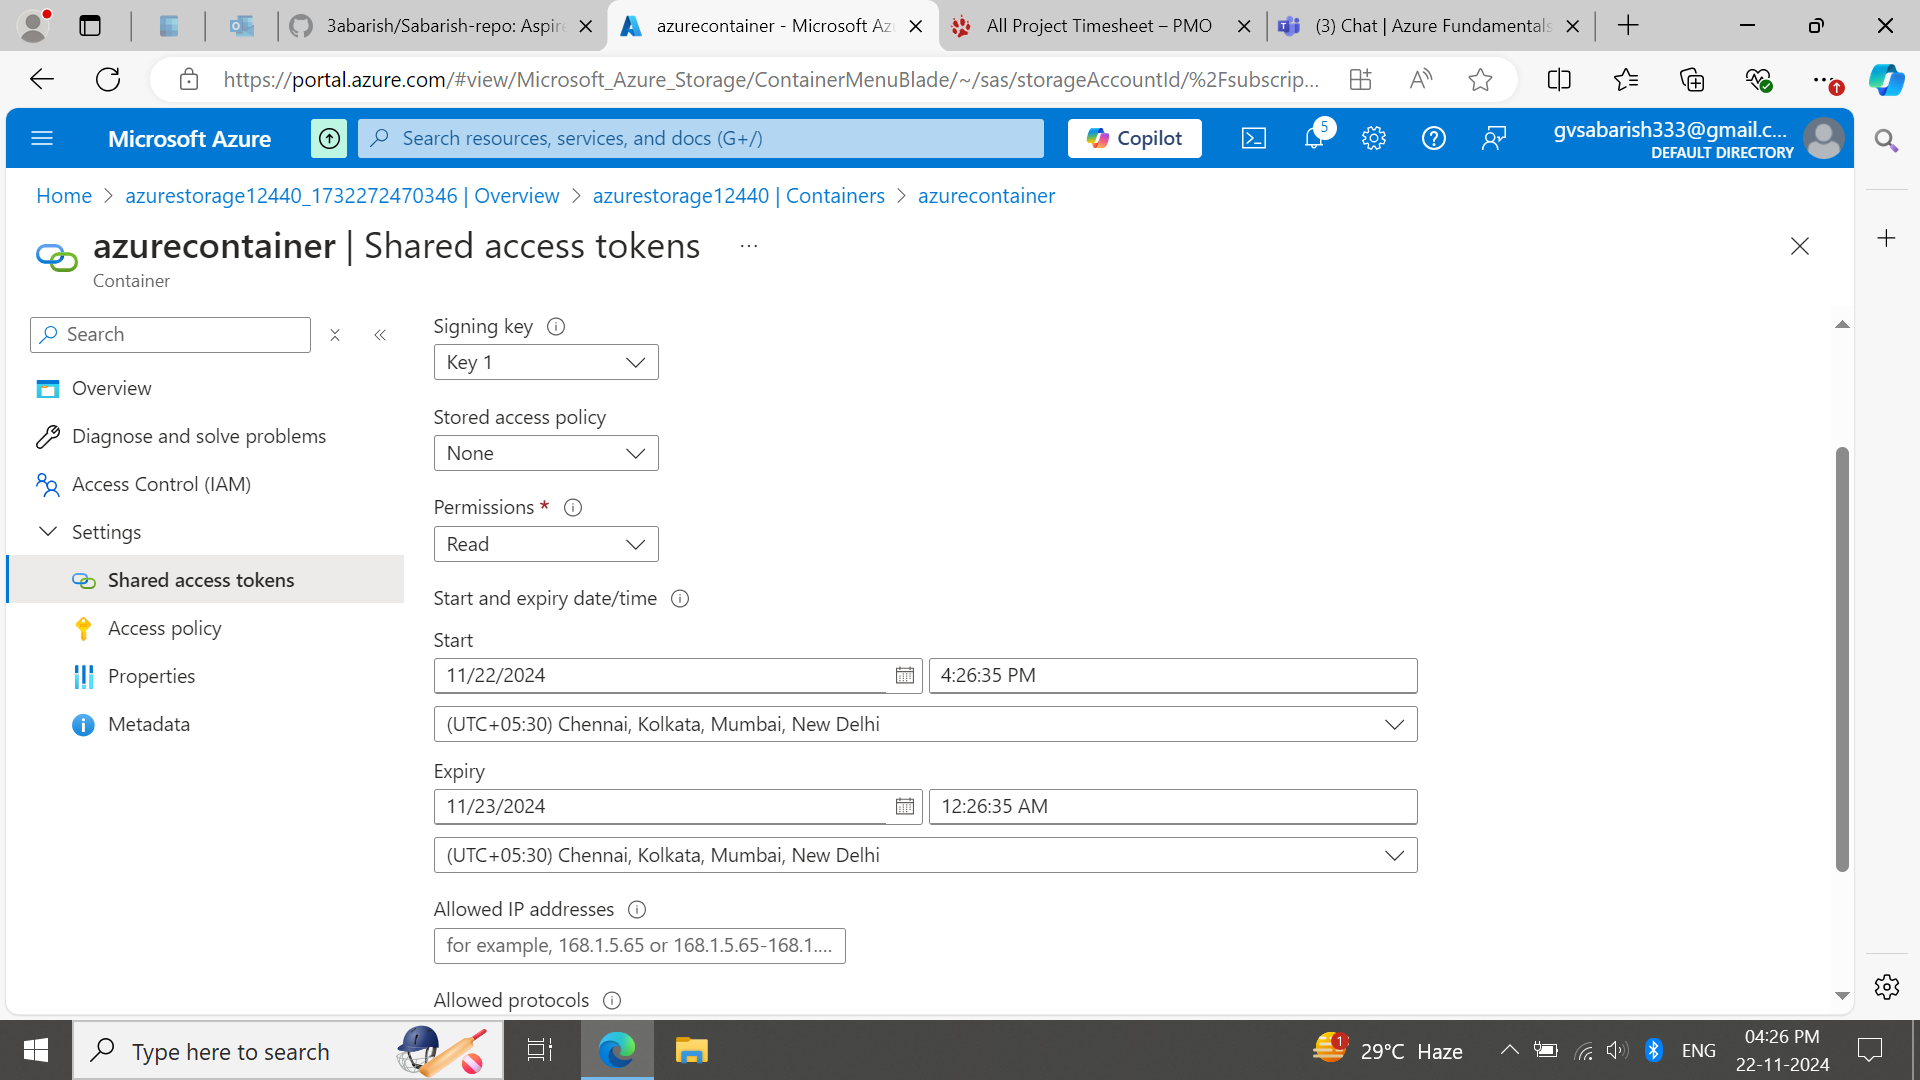 3abarish/Sabarish-repo: Aspire
azurecontainer - Microsoft Az
All Project Timesheet – PMO
(3) Chat | Azure Fundamentals
https://portal.azure.com/#view/Microsoft_Azure_Storage/ContainerMenuBlade/~/sas/storageAccountId/%2Fsubscrip...
Microsoft Azure
Search resources, services, and docs (G+/)
Copilot
5
gvsabarish333@gmail.c...
DEFAULT DIRECTORY
Home > azurestorage12440_1732272470346 | Overview > azurestorage12440 | Containers > azurecontainer
azurecontainer | Shared access tokens ...
Container
Search
Overview
Diagnose and solve problems
Access Control (IAM)
Settings
Shared access tokens
Access policy
Properties
Metadata
Signing key
Key 1
Stored access policy
None
Permissions *
Read
Start and expiry date/time
Start
11/22/2024 4:26:35 PM
(UTC+05:30) Chennai, Kolkata, Mumbai, New Delhi
Expiry
11/23/2024 12:26:35 AM
(UTC+05:30) Chennai, Kolkata, Mumbai, New Delhi
Allowed IP addresses
for example, 168.1.5.65 or 168.1.5.65-168.1....
Allowed protocols
Type here to search
1
29°C Haze
ENG
04:26 PM
22-11-2024